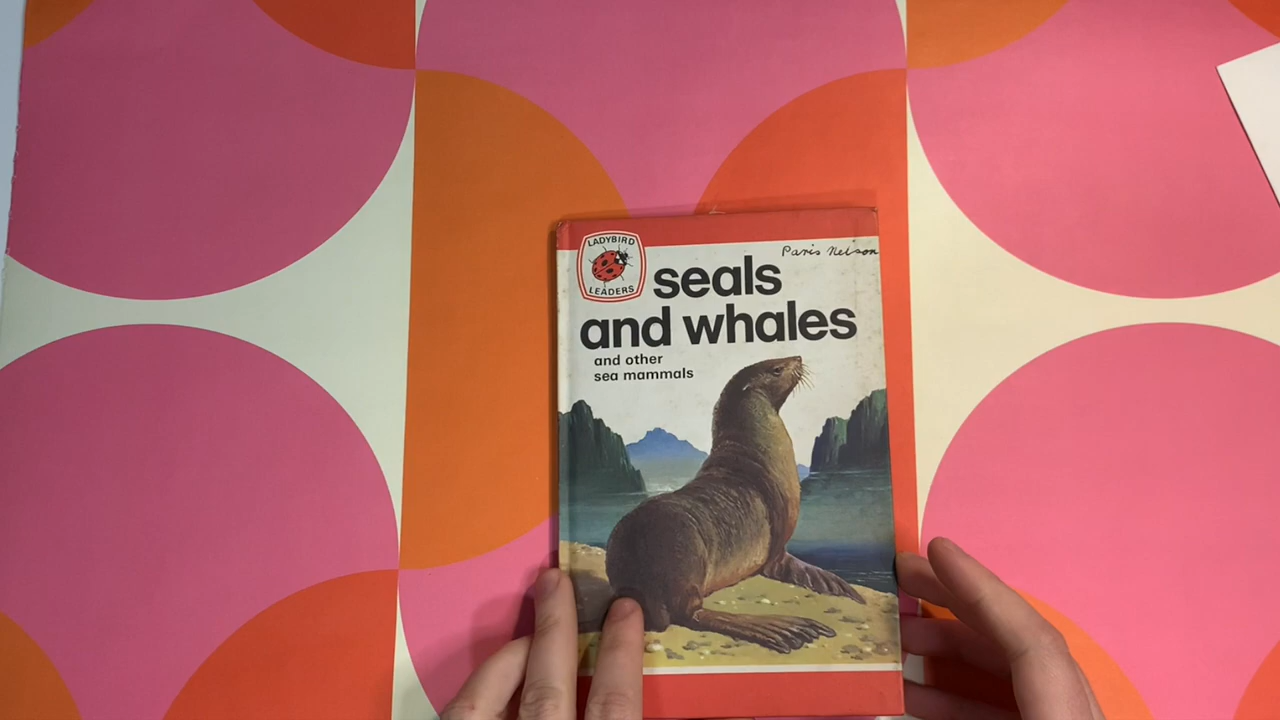 LADYBIRD
LEADERS
Paris Nelson
seals
and whales
and other
sea mammals